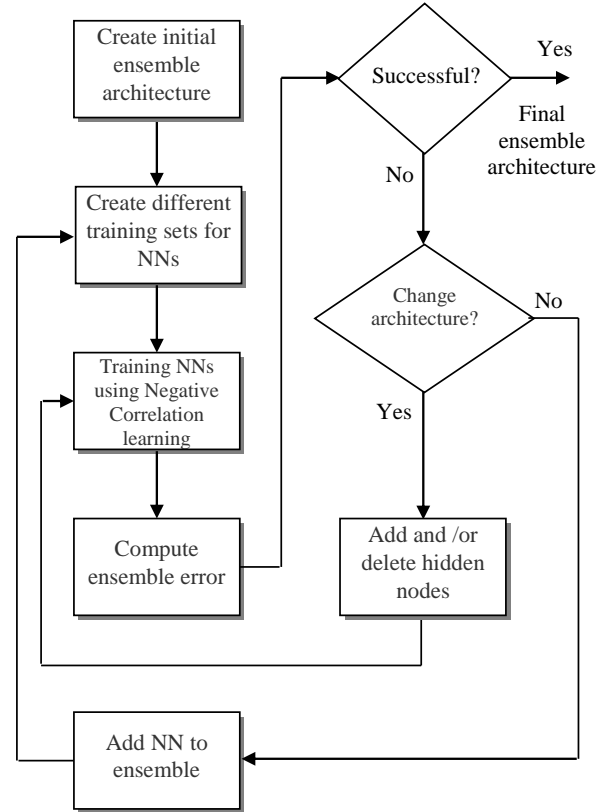 Create initial
ensemble
architecture
Create different
training sets for
NNs
Training NNs
using Negative
Correlation
learning
Compute
ensemble error
Add NN to
ensemble
Successful?
Yes
Final
ensemble
architecture
No
Change
architecture?
No
Yes
Add and /or
delete hidden
nodes